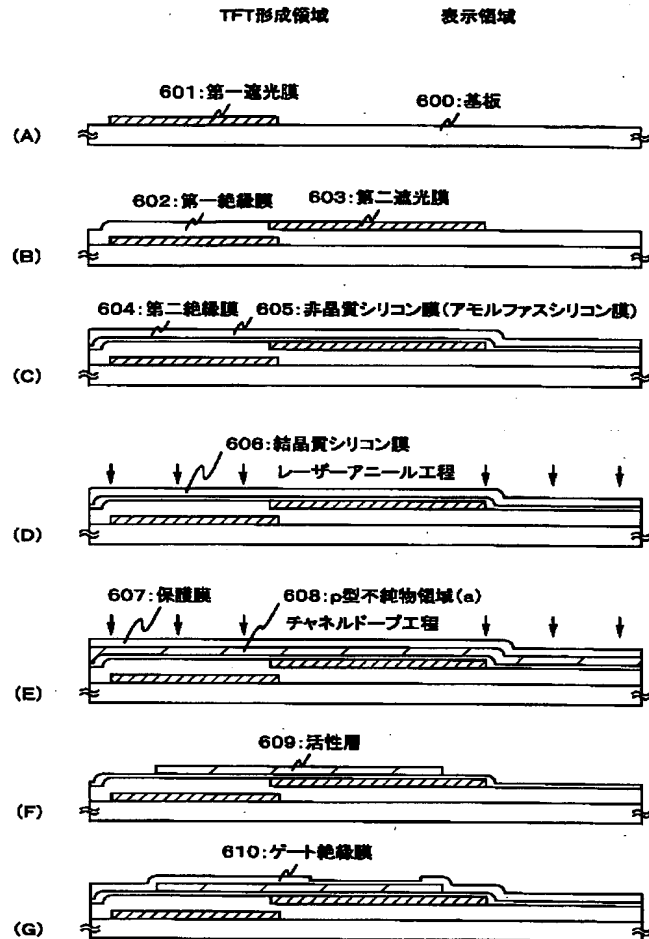 TFT形成領域 表示領域
601:第一遮光膜 600:基板
(A)
602:第一絶縁膜 603:第二遮光膜
(B)
604:第二絶縁膜 605:非晶質シリコン膜(アモルファスシリコン膜)
(C)
606:結晶質シリコン膜
レーザーアニール工程
(D)
607:保護膜 608:p型不純物領域(a)
チャネルドープ工程
(E)
609:活性層
(F)
610:ゲート絶縁膜
(G)